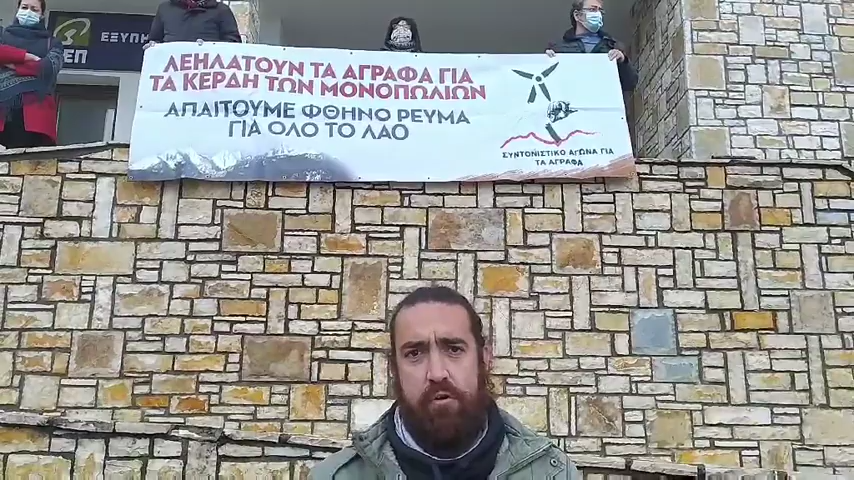 ΕΞΥΠΗ
ΕΠ
ΛΕΗΛΑΤΟΥΝ ΤΑ ΑΓΡΑΦΑ ΓΙΑ
ΤΑ ΚΕΡΔΗ ΤΩΝ ΜΟΝΟΠΩΛΙΩΝ
ΑΠΑΙΤΟΥΜΕ ΦΘΗΝΟ ΡΕΥΜΑ
ΓΙΑ ΟΛΟ ΤΟ ΛΑΟ
ΣΥΝΤΟΝΙΣΤΙΚΟ ΑΓΩΝΑ ΓΙΑ
ΤΑ ΑΓΡΑΦΑ